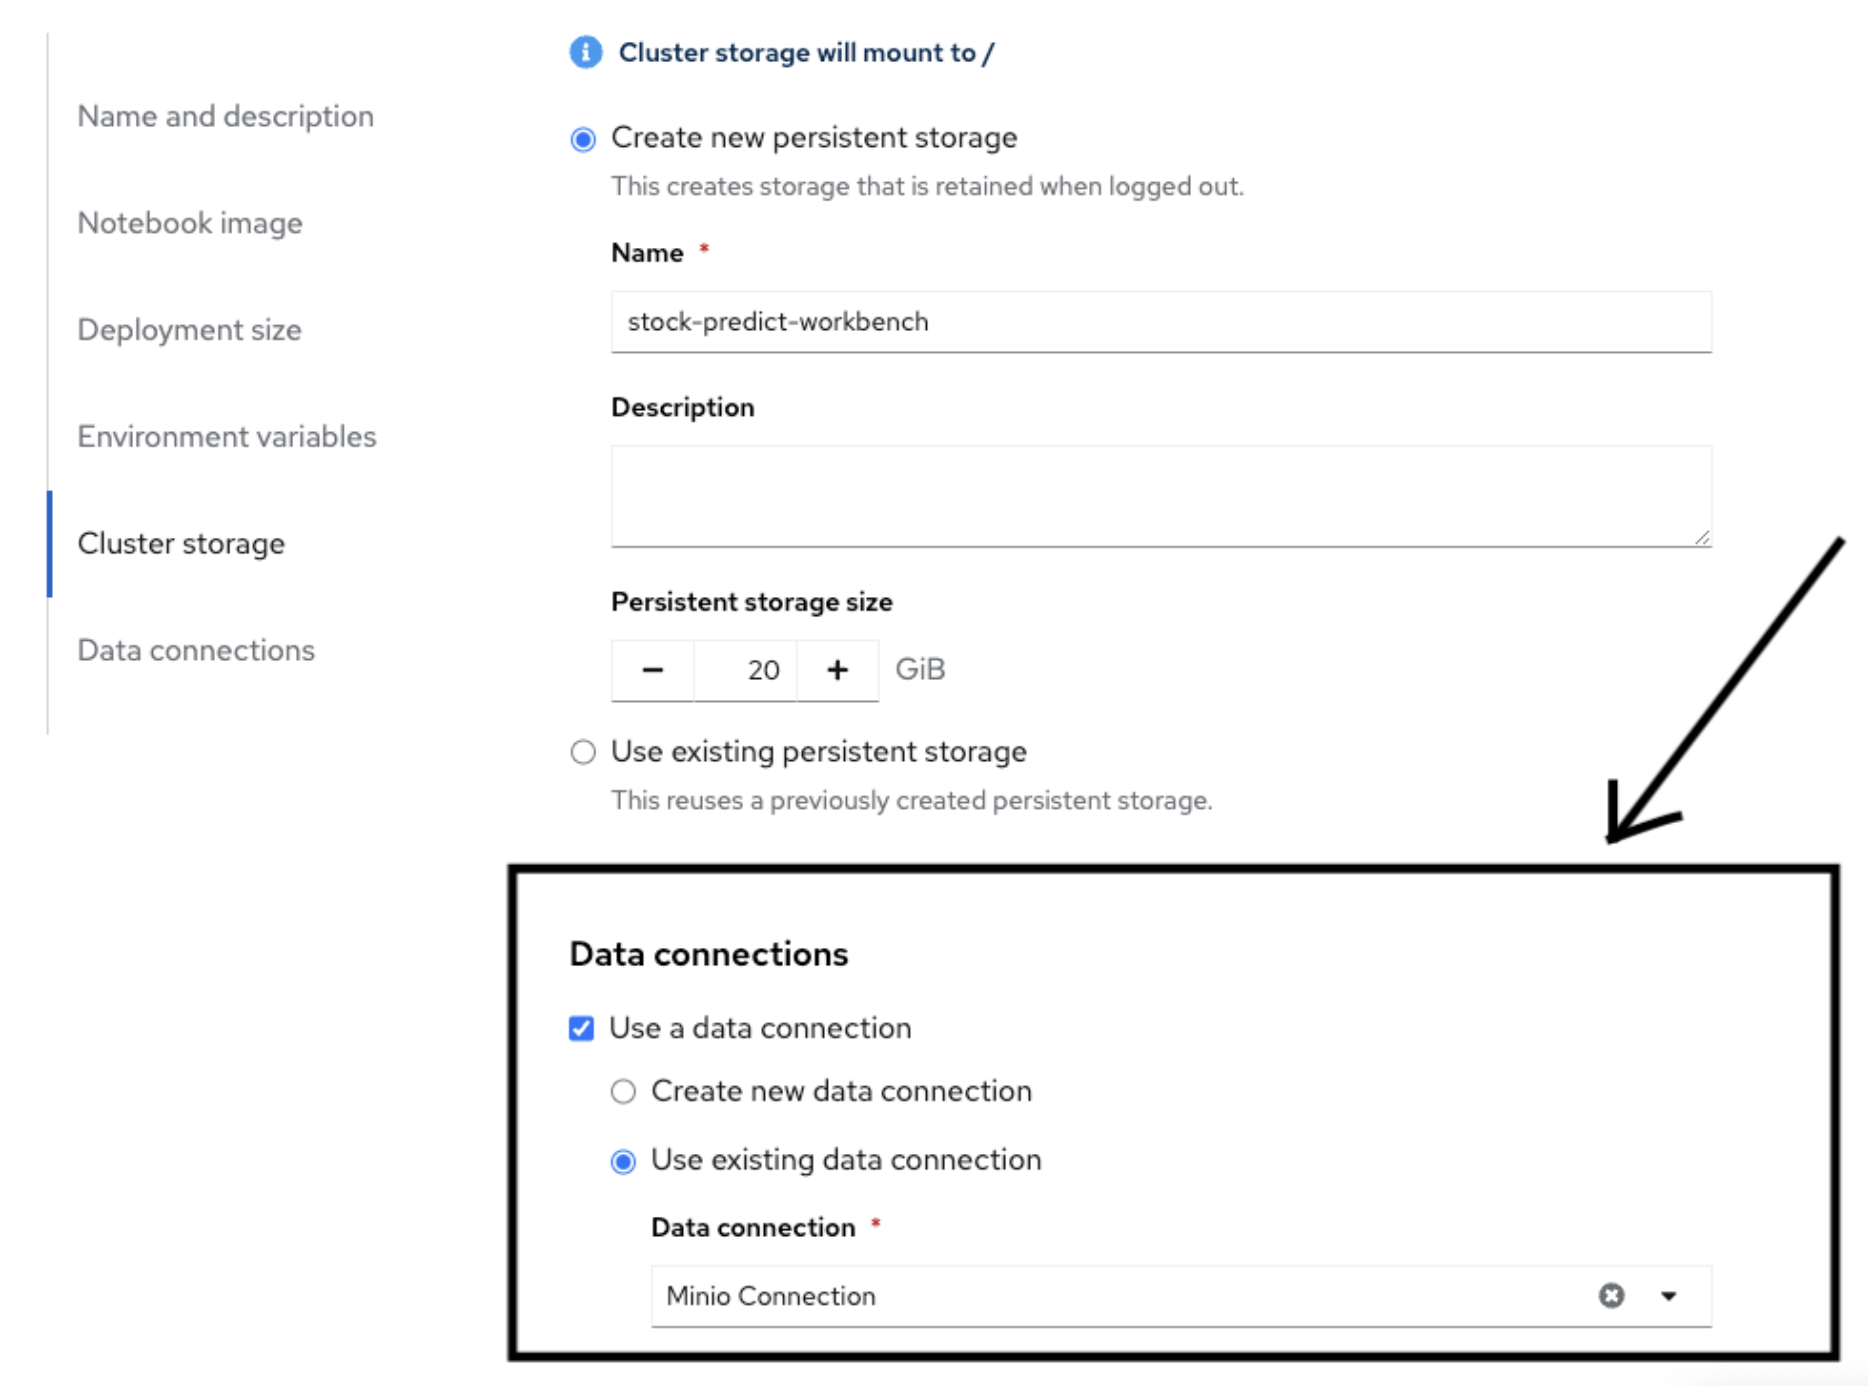 Name and description
Notebook image
Deployment size
Environment variables
Cluster storage
Data connections
Cluster storage will mount to /
Create new persistent storage
This creates storage that is retained when logged out.
Name *
stock-predict-workbench
Description
Persistent storage size
− 20 + GiB
Use existing persistent storage
This reuses a previously created persistent storage.
Data connections
Use a data connection
Create new data connection
Use existing data connection
Data connection *
Minio Connection